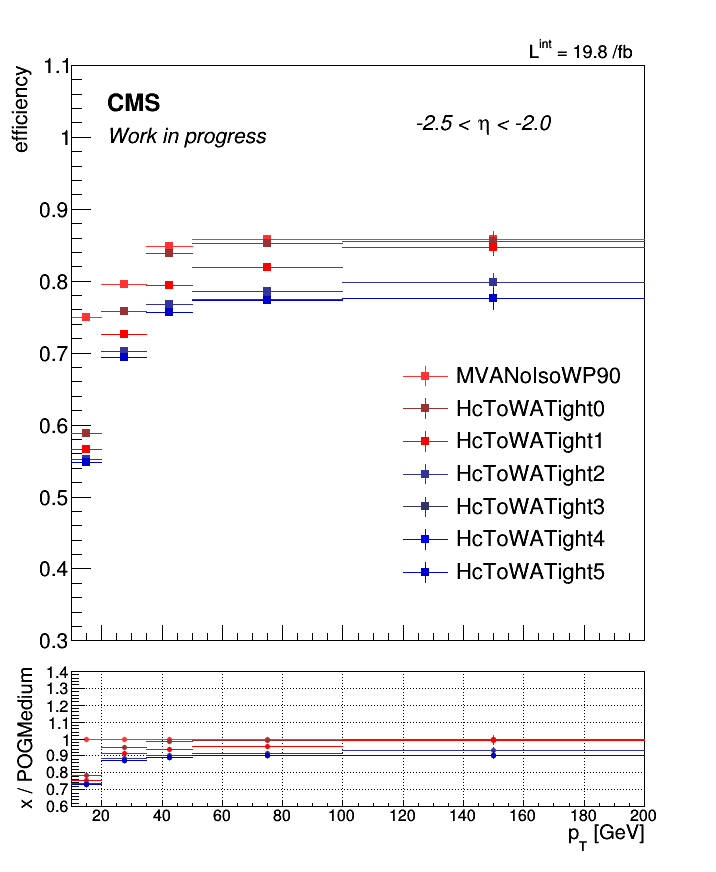 L^int = 19.8 /fb
efficiency
1.1
CMS
Work in progress
-2.5 < η < -2.0
1
0.9
0.8
0.7
0.6
0.5
0.4
0.3
MVANoIsoWP90
HcToWATight0
HcToWATight1
HcToWATight2
HcToWATight3
HcToWATight4
HcToWATight5
x / POGMedium
1.4
1.3
1.2
1.1
1
0.9
0.8
0.7
0.6
20 40 60 80 100 120 140 160 180 200
p_T [GeV]